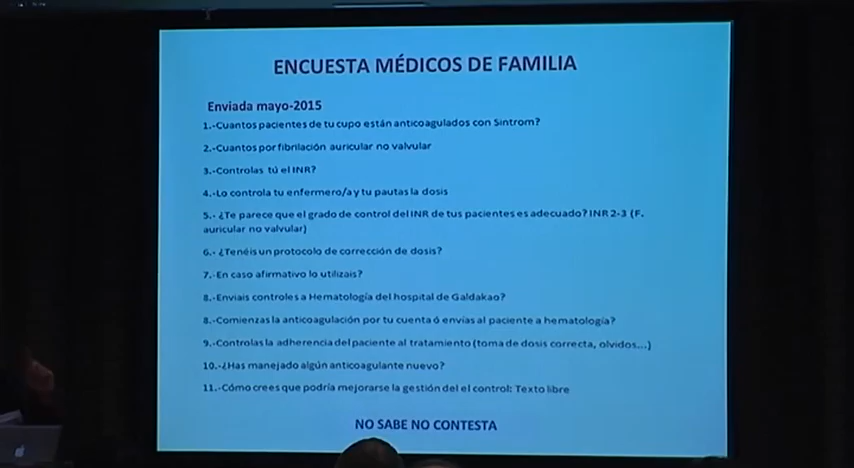 ENCUESTA MÉDICOS DE FAMILIA
Enviada mayo-2015
1.-Cuantos pacientes de tu cupo están anticoagulados con Sintrom?
2.-Cuantos por fibrilación auricular no valvular
3.-Controlas tú el INR?
4.-Lo controla tu enfermero/a y tu pautas la dosis
5.- ¿Te parece que el grado de control del INR de tus pacientes es adecuado? INR 2-3 (F.
auricular no valvular)
6.- ¿Tenéis un protocolo de corrección de dosis?
7.-En caso afirmativo lo utilizais?
8.-Enviais controles a Hematología del hospital de Galdakao?
8.-Comienzas la anticoagulación por tu cuenta ó envías al paciente a hematología?
9.-Controlas la adherencia del paciente al tratamiento (toma de dosis correcta, olvidos...)
10.-¿Has manejado algún anticoagulante nuevo?
11.-Cómo crees que podría mejorarse la gestión del el control: Texto libre
NO SABE NO CONTESTA